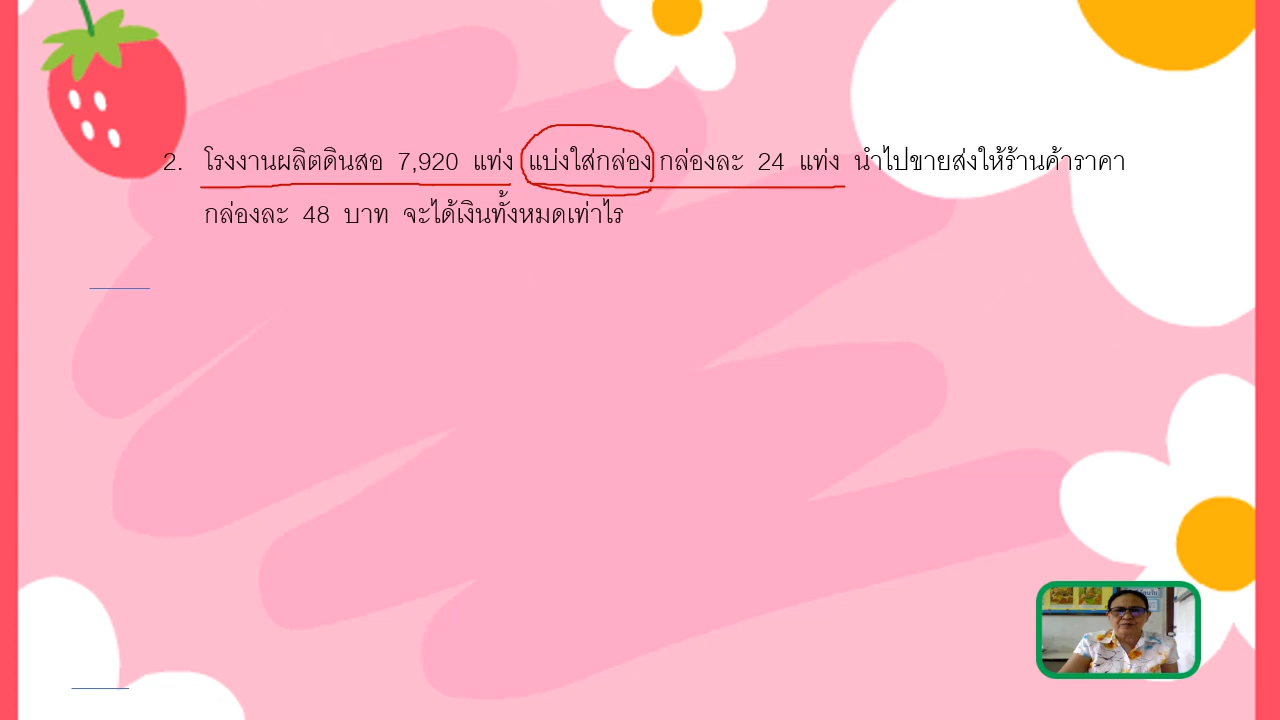 2. โรงงานผลิตดินสอ 7,920 แท่ง แบ่งใส่กล่อง กล่องละ 24 แท่ง นำไปขายส่งให้ร้านค้าราคา
กล่องละ 48 บาท จะได้เงินทั้งหมดเท่าไร